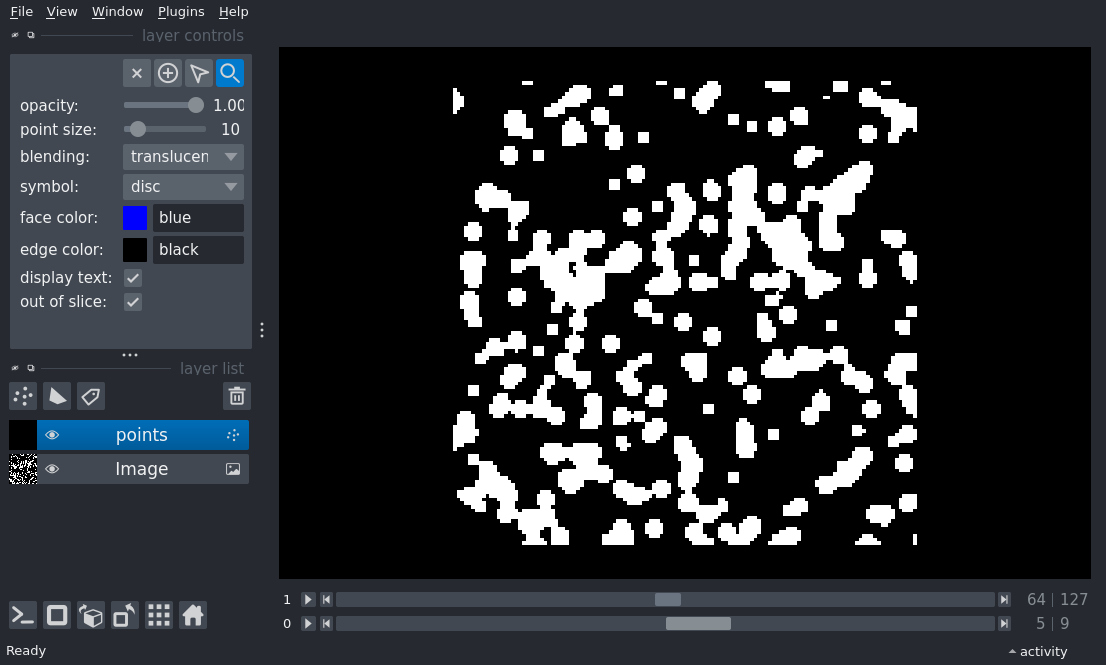 File View Window Plugins Help
layer controls
opacity: 1.00
point size: 10
blending: translucen
symbol: disc
face color: blue
edge color: black
display text:
out of slice:
layer list
points
Image
1 64 | 127
0 5 | 9
Ready activity